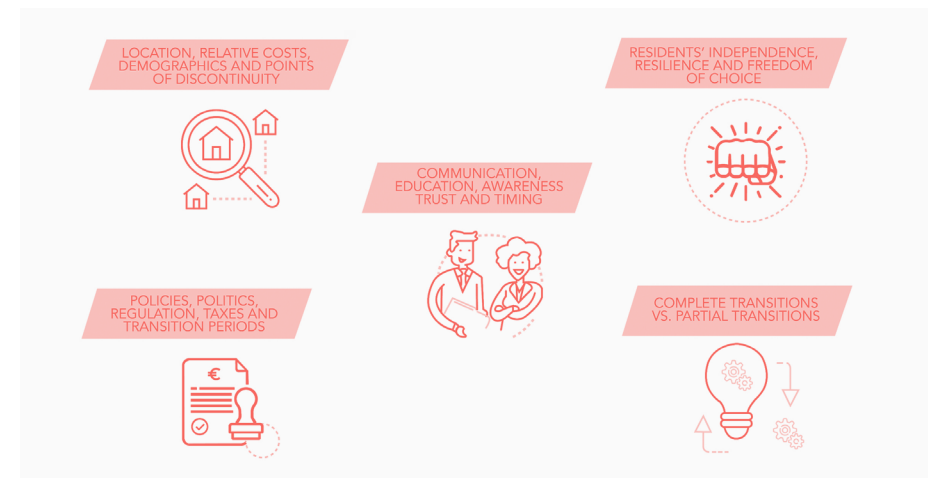 LOCATION, RELATIVE COSTS,
DEMOGRAPHICS AND POINTS
OF DISCONTINUITY
RESIDENTS' INDEPENDENCE,
RESILIENCE AND FREEDOM
OF CHOICE
COMMUNICATION,
EDUCATION, AWARENESS
TRUST AND TIMING
POLICIES, POLITICS,
REGULATION, TAXES AND
TRANSITION PERIODS
€
COMPLETE TRANSITIONS
VS. PARTIAL TRANSITIONS